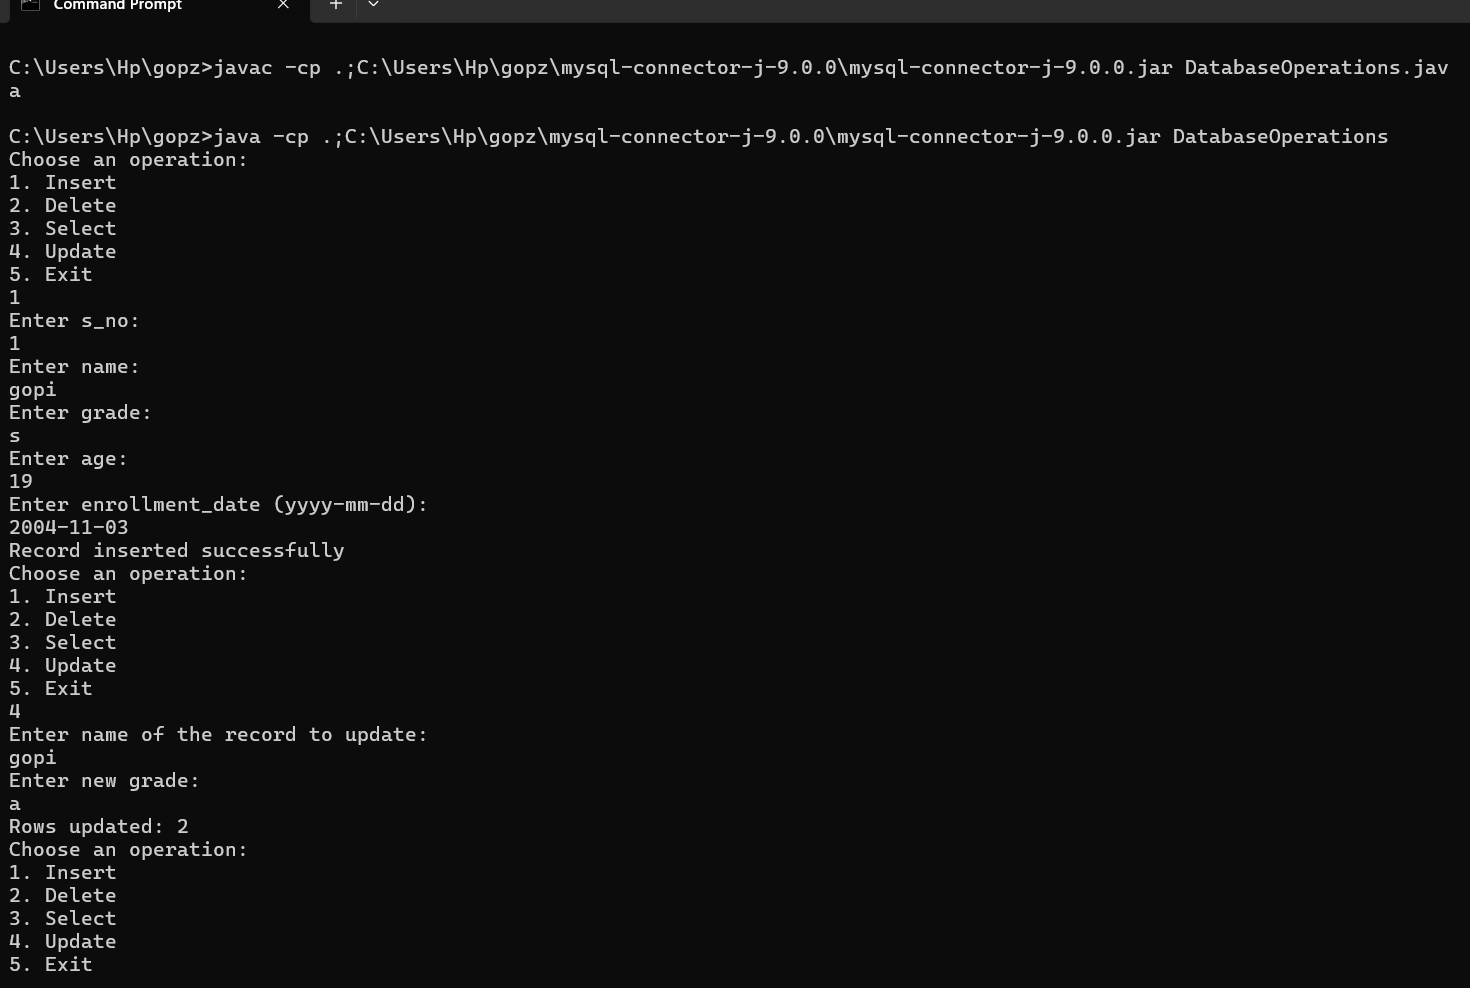 Command Prompt
C:\Users\Hp\gopz>javac -cp .;C:\Users\Hp\gopz\mysql-connector-j-9.0.0\mysql-connector-j-9.0.0.jar DatabaseOperations.jav
a
C:\Users\Hp\gopz>java -cp .;C:\Users\Hp\gopz\mysql-connector-j-9.0.0\mysql-connector-j-9.0.0.jar DatabaseOperations
Choose an operation:
1. Insert
2. Delete
3. Select
4. Update
5. Exit
1
Enter s_no:
1
Enter name:
gopi
Enter grade:
s
Enter age:
19
Enter enrollment_date (yyyy-mm-dd):
2004-11-03
Record inserted successfully
Choose an operation:
1. Insert
2. Delete
3. Select
4. Update
5. Exit
4
Enter name of the record to update:
gopi
Enter new grade:
a
Rows updated: 2
Choose an operation:
1. Insert
2. Delete
3. Select
4. Update
5. Exit